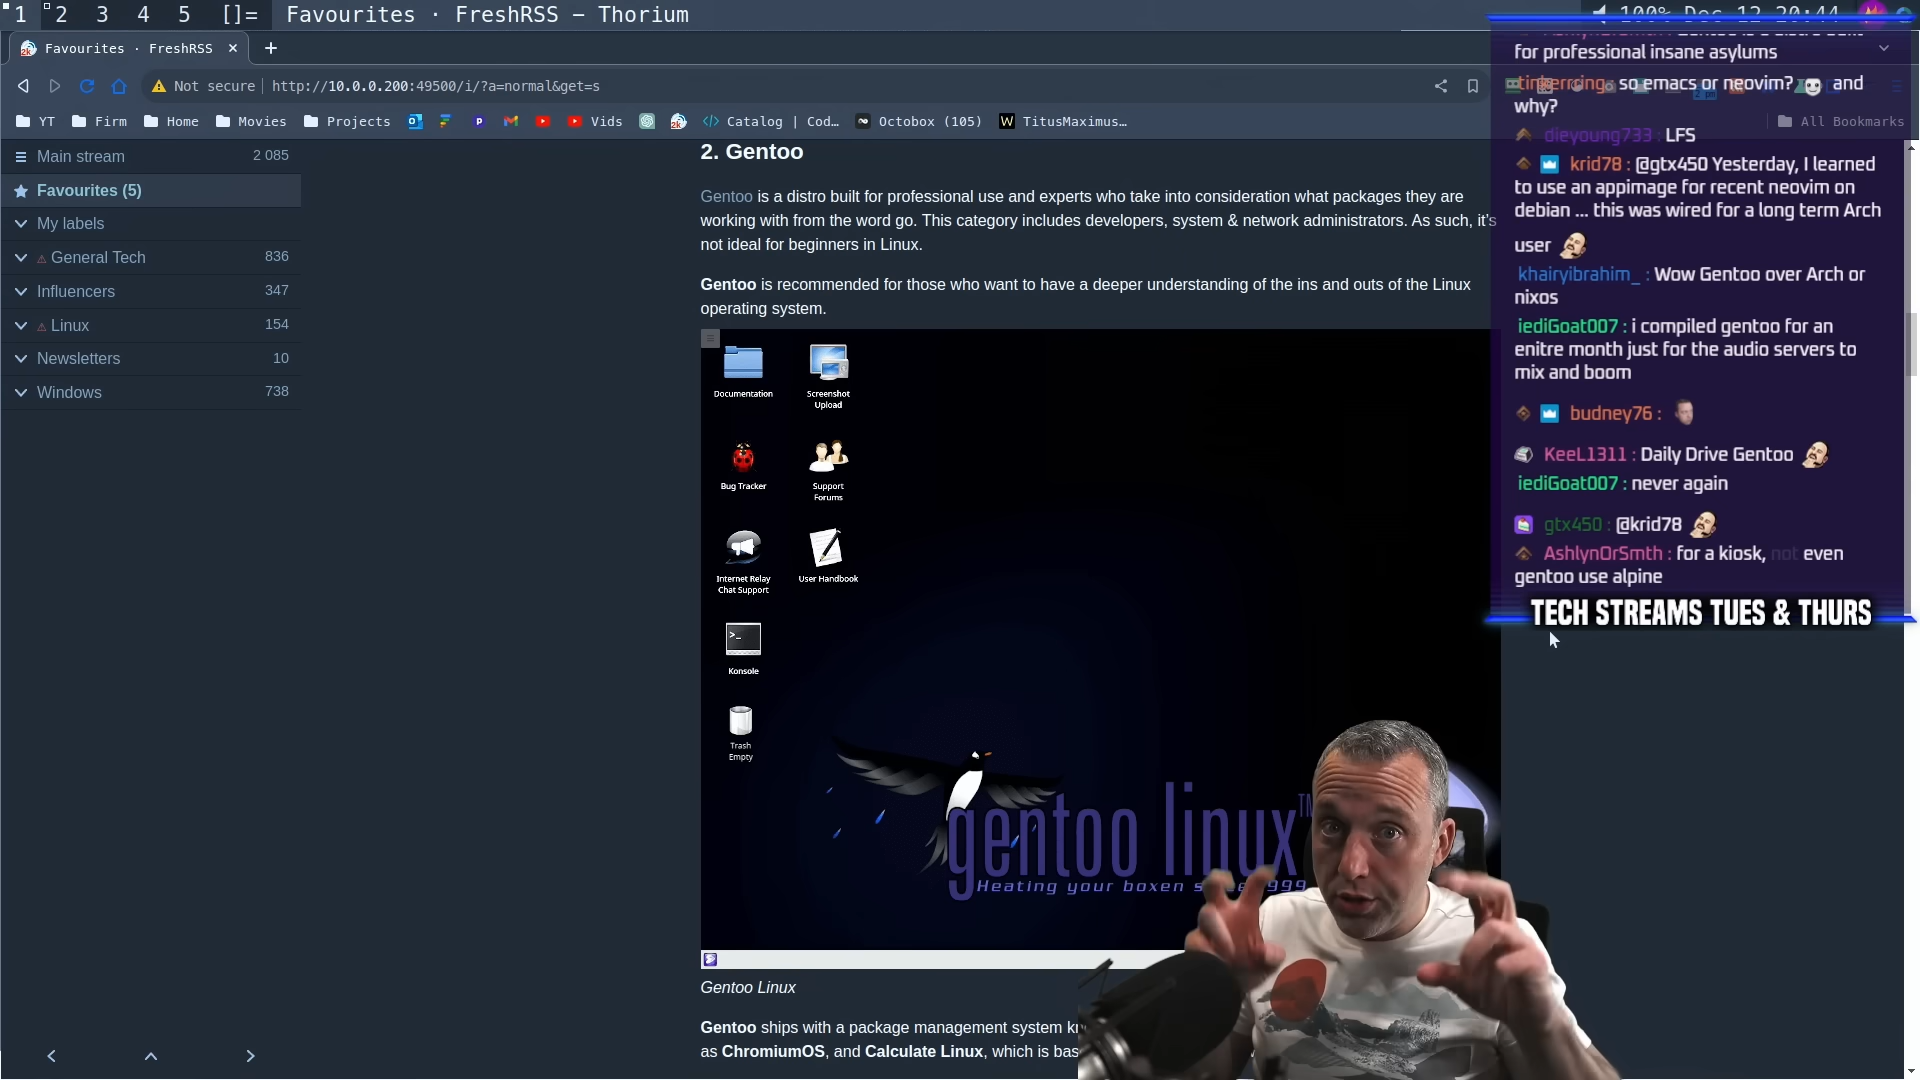 1 2 3 4 5 []= Favourites · FreshRSS – Thorium
100% Dec 12 20:44
Favourites · FreshRSS
Not secure http://10.0.0.200:49500/i/?a=normal&get=s
YT Firm Home Movies Projects Vids Catalog | Cod… Octobox (105) TitusMaximus… All Bookmarks
Main stream 2 085
Favourites (5)
My labels
General Tech 836
Influencers 347
Linux 154
Newsletters 10
Windows 738
2. Gentoo
Gentoo is a distro built for professional use and experts who take into consideration what packages they are
working with from the word go. This category includes developers, system & network administrators. As such, it's
not ideal for beginners in Linux.
Gentoo is recommended for those who want to have a deeper understanding of the ins and outs of the Linux
operating system.
Documentation
Screenshot
Upload
Bug Tracker
Support
Forums
Internet Relay
Chat Support
User Handbook
Konsole
Trash
Empty
gentoo linux
Heating your boxen
Gentoo Linux
Gentoo ships with a package management system
as ChromiumOS, and Calculate Linux, which is
for professional insane asylums
tinherring: so emacs or neovim? and
why?
dieyoung733 : LFS
krid78 : @gtx450 Yesterday, I learned
to use an appimage for recent neovim on
debian ... this was wired for a long term Arch
user
khairyibrahim_ : Wow Gentoo over Arch or
nixos
iediGoat007 : i compiled gentoo for an
enitre month just for the audio servers to
mix and boom
budney76 :
KeeL1311 : Daily Drive Gentoo
iediGoat007 : never again
gtx450 : @krid78
AshlynOrSmth : for a kiosk, not even
gentoo use alpine
TECH STREAMS TUES & THURS